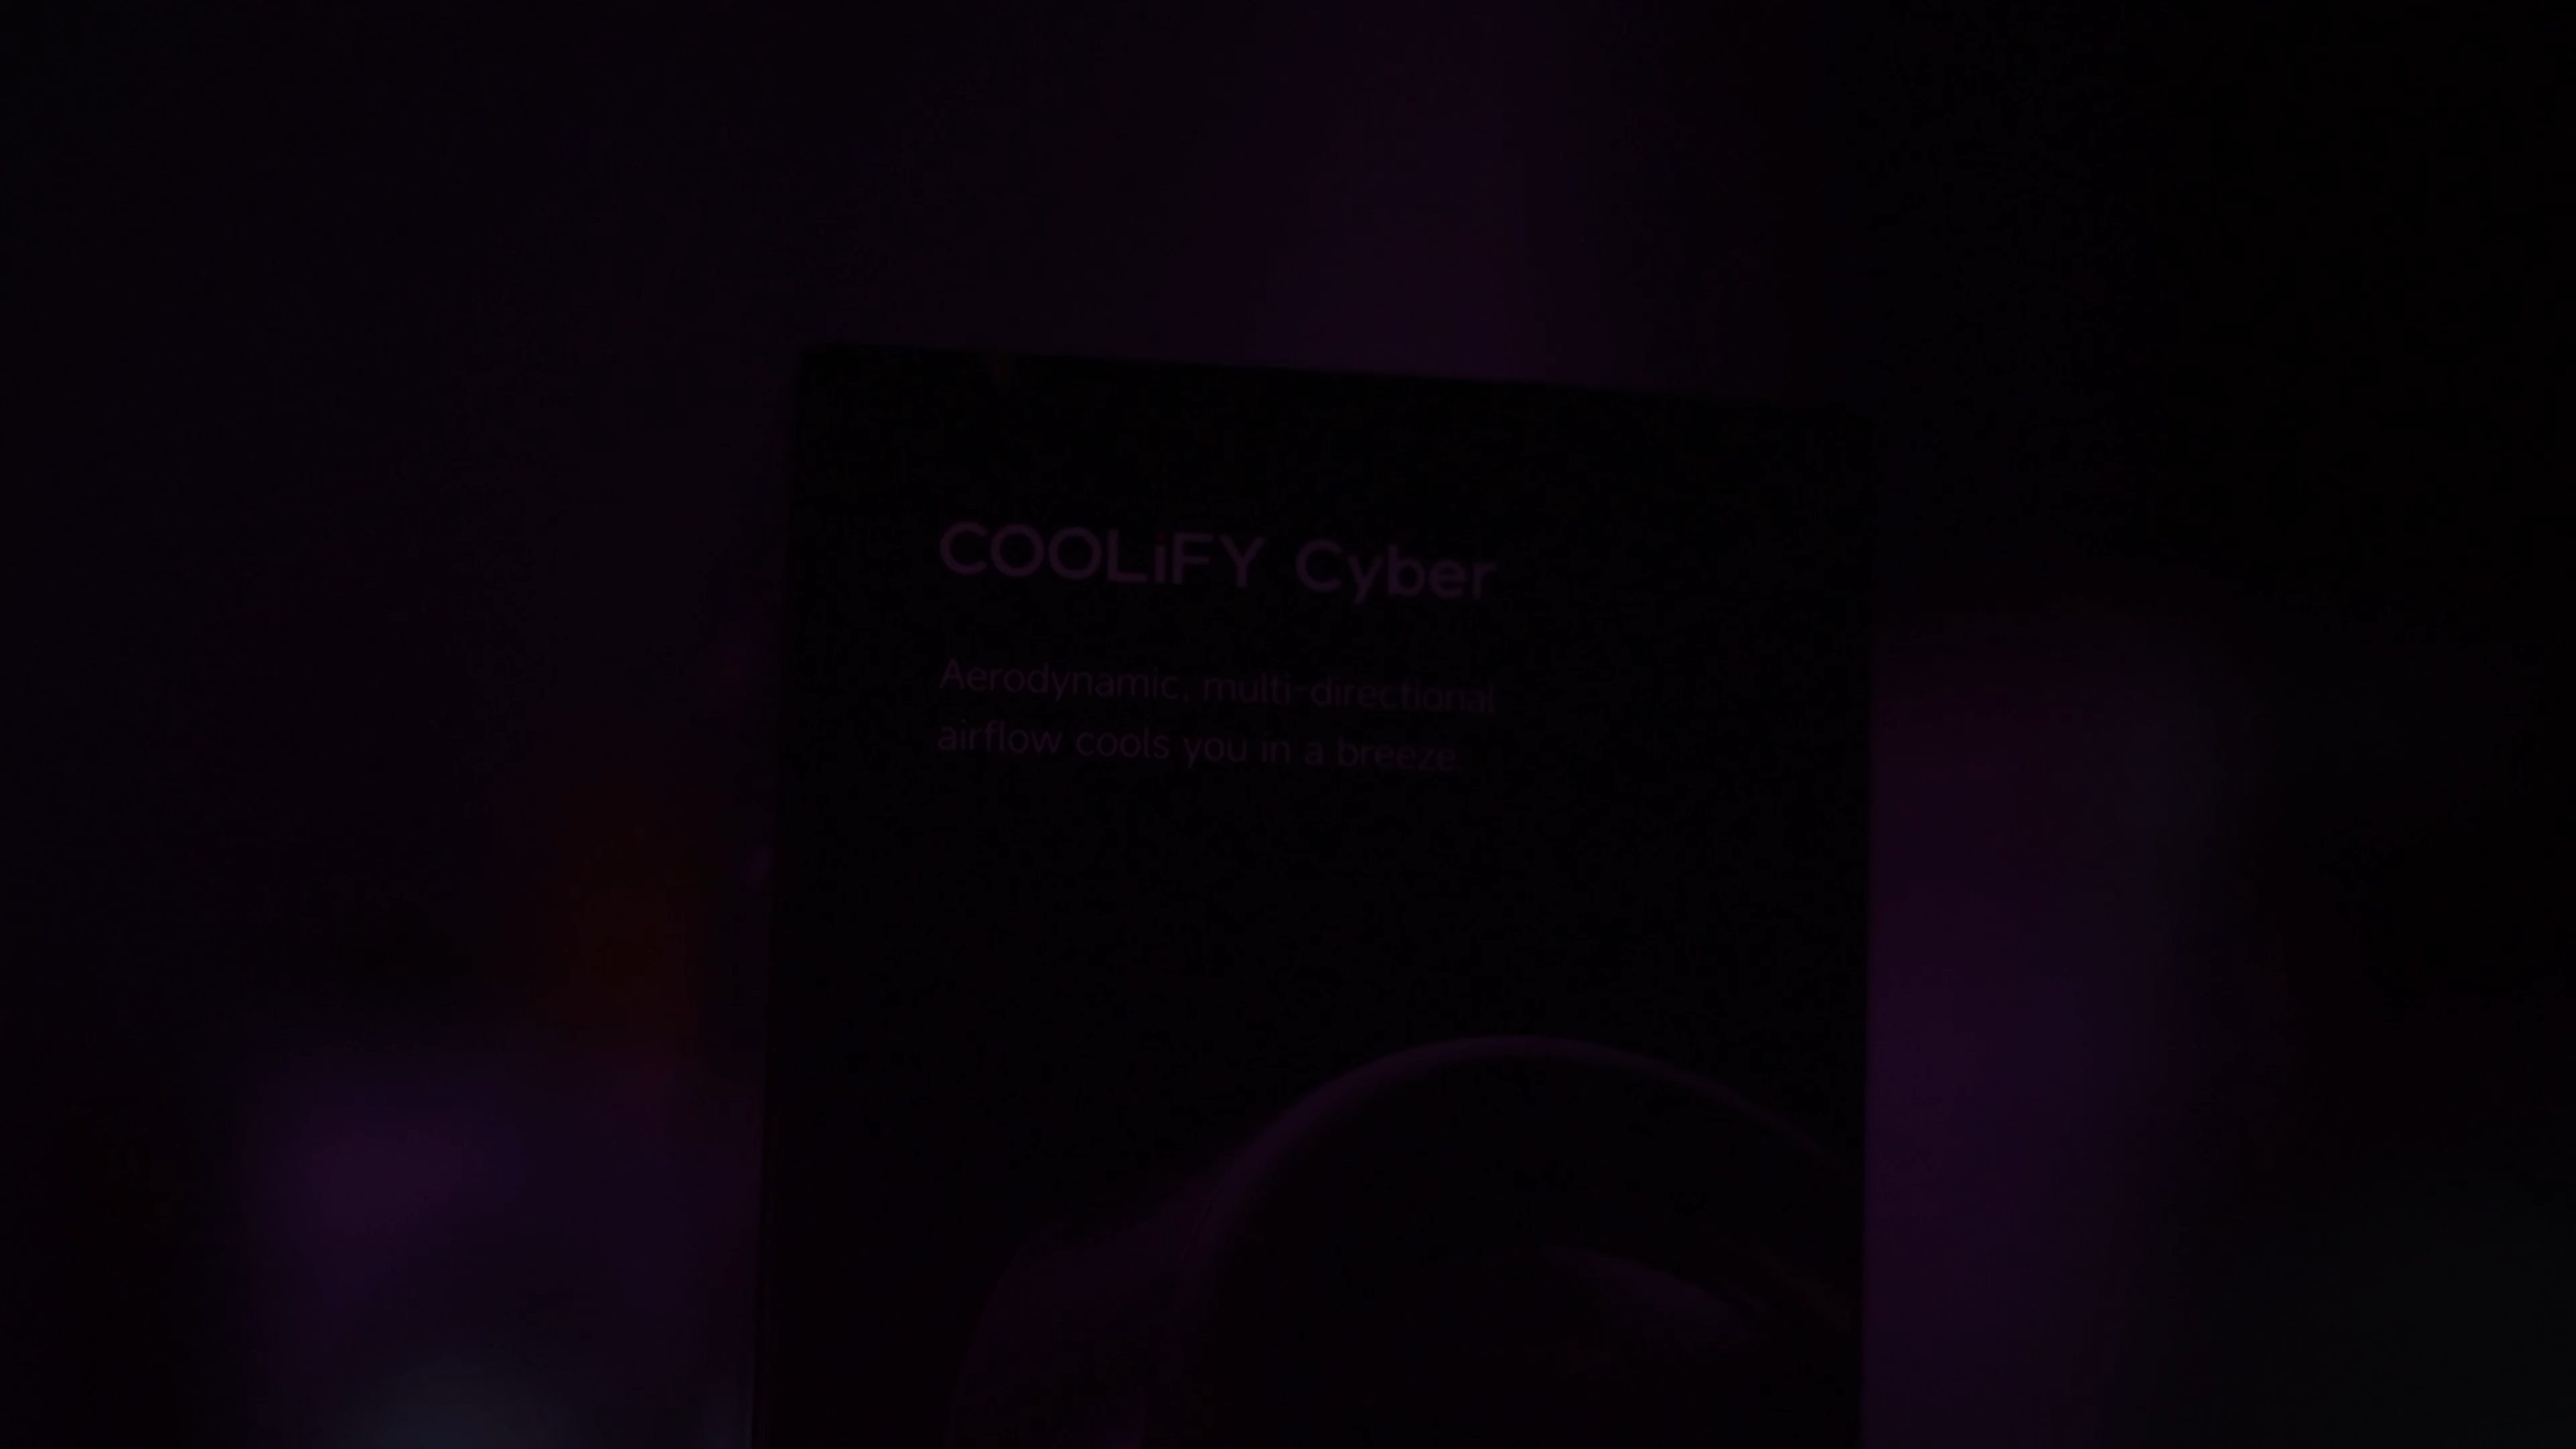 COOLiFY Cyber
Aerodynamic, multi-directional
airflow cools you in a breeze